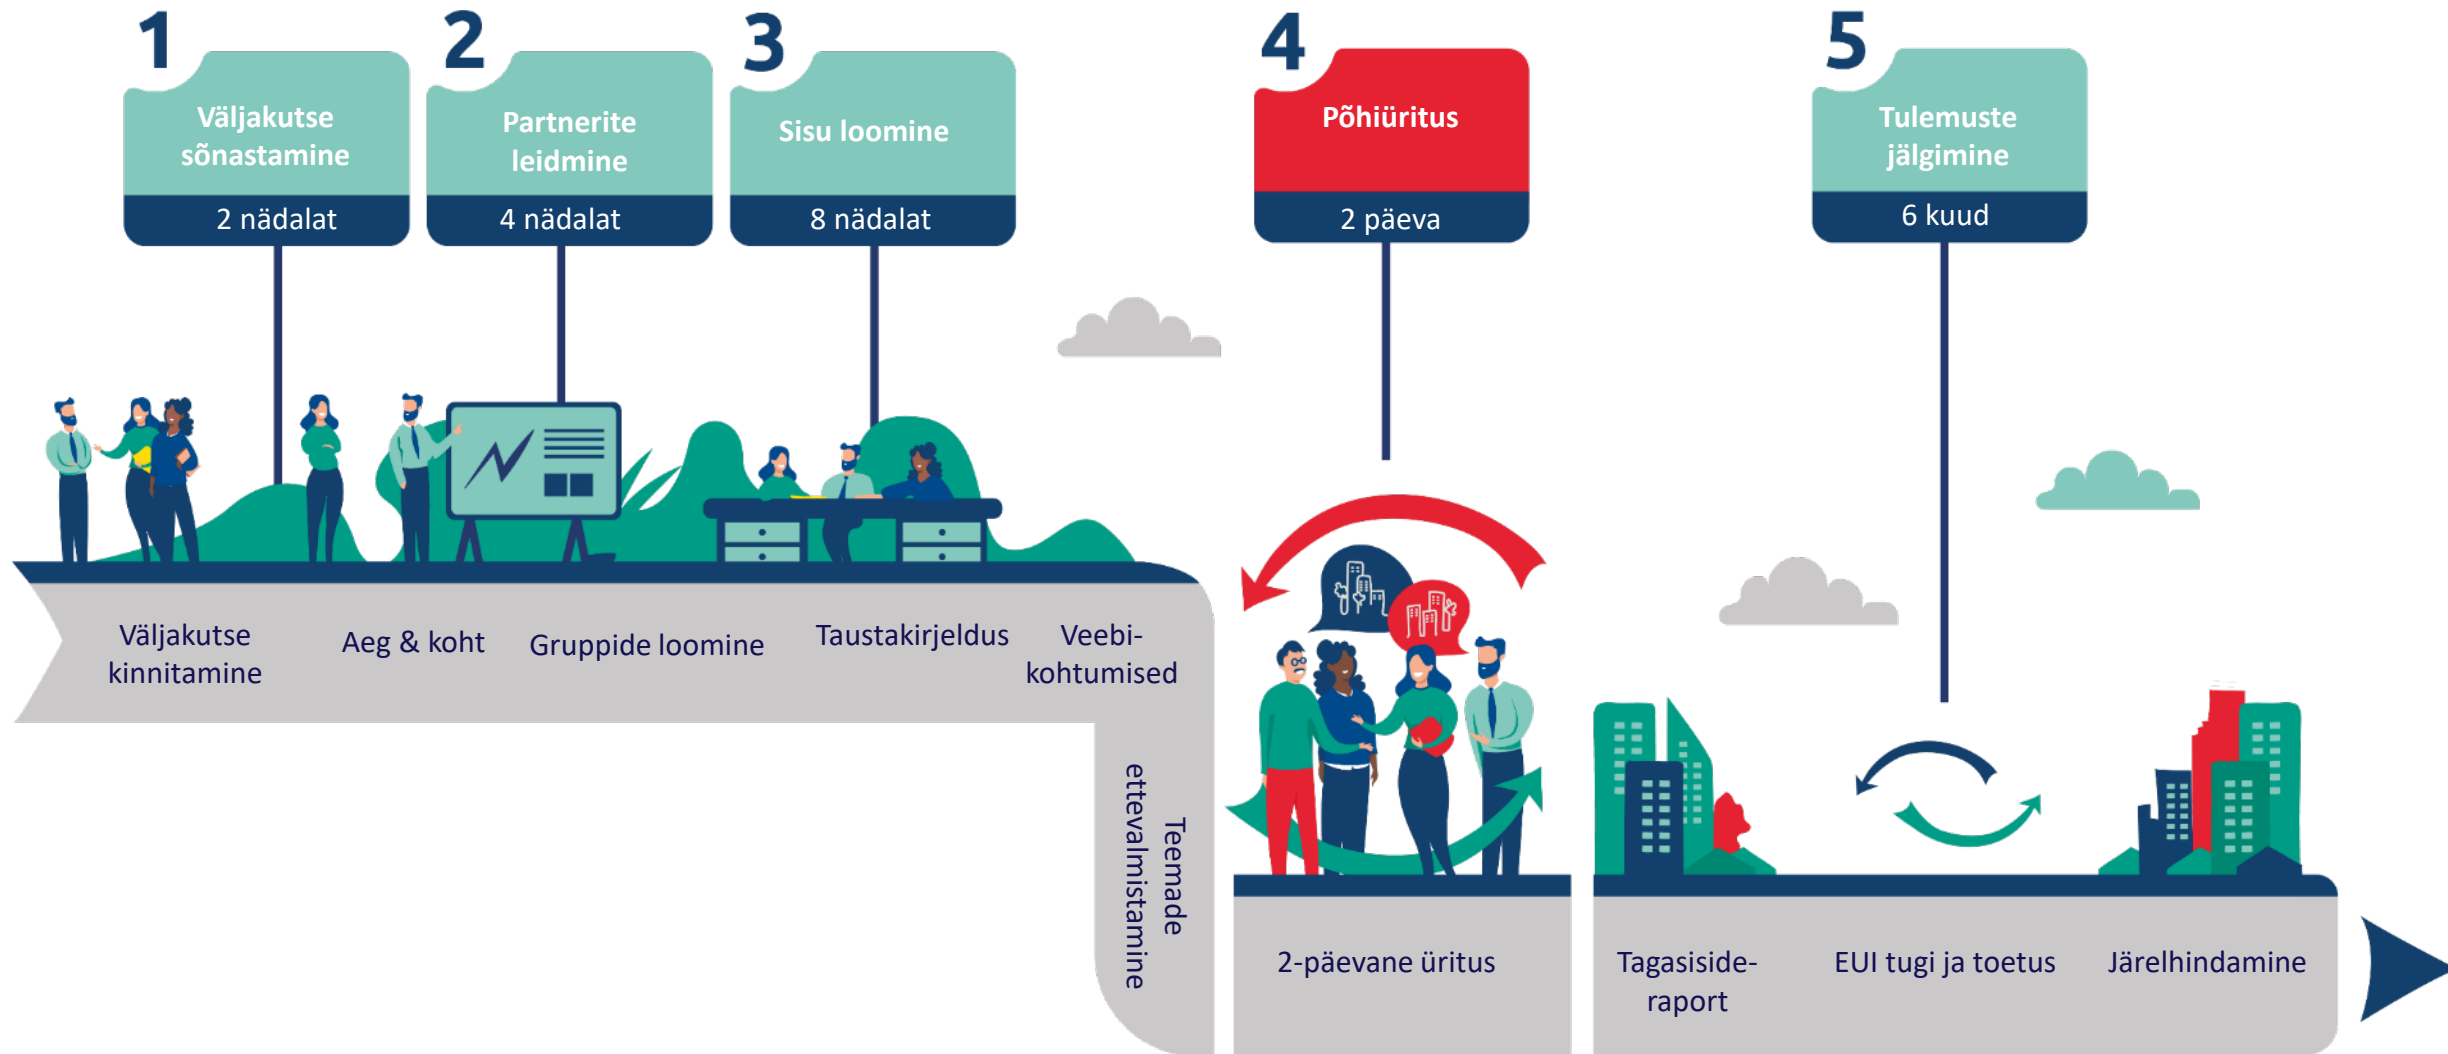 1
Väljakutse
sõnastamine
2 nädalat
2
Partnerite
leidmine
4 nädalat
3
Sisu loomine
8 nädalat
4
Põhiüritus
2 päeva
5
Tulemuste
jälgimine
6 kuud
Väljakutse
kinnitamine
Aeg & koht
Gruppide loomine
Taustakirjeldus
Veebi-
kohtumised
Teemade
ettevalmistamine
2-päevane üritus
Tagasiside-
raport
EUI tugi ja toetus
Järelhindamine